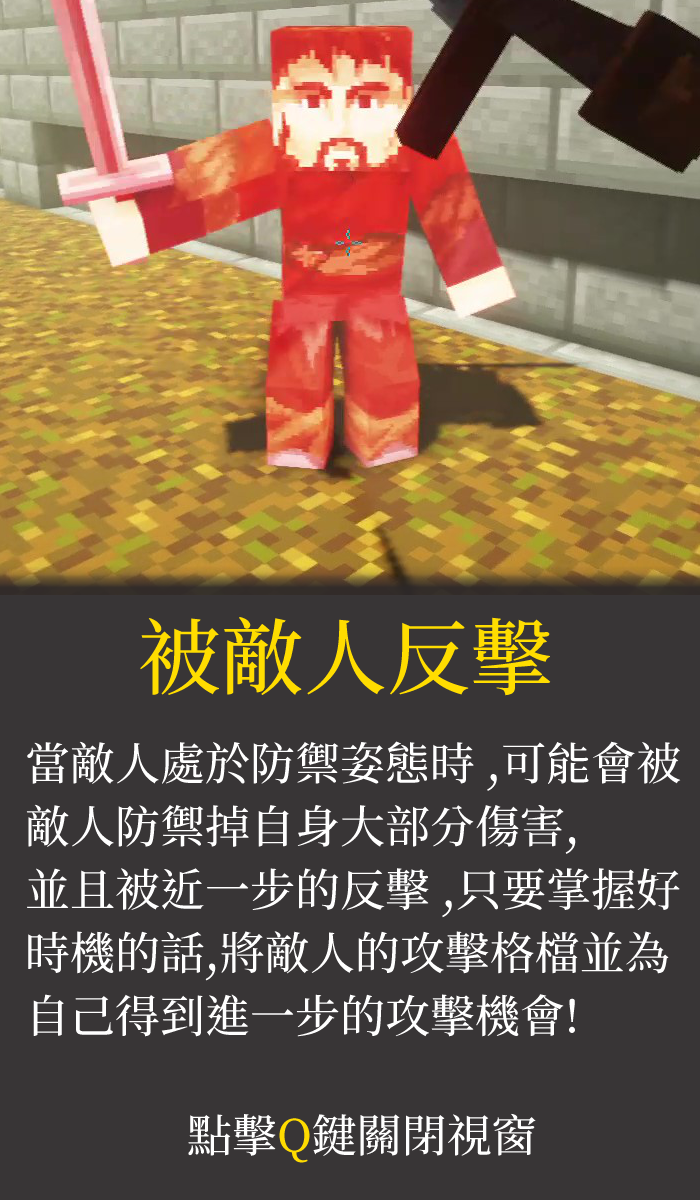 被敵人反擊
當敵人處於防禦姿態時 ,可能會被
敵人防禦掉自身大部分傷害,
並且被近一步的反擊 ,只要掌握好
時機的話,將敵人的攻擊格檔並為
自己得到進一步的攻擊機會!
點擊Q鍵關閉視窗